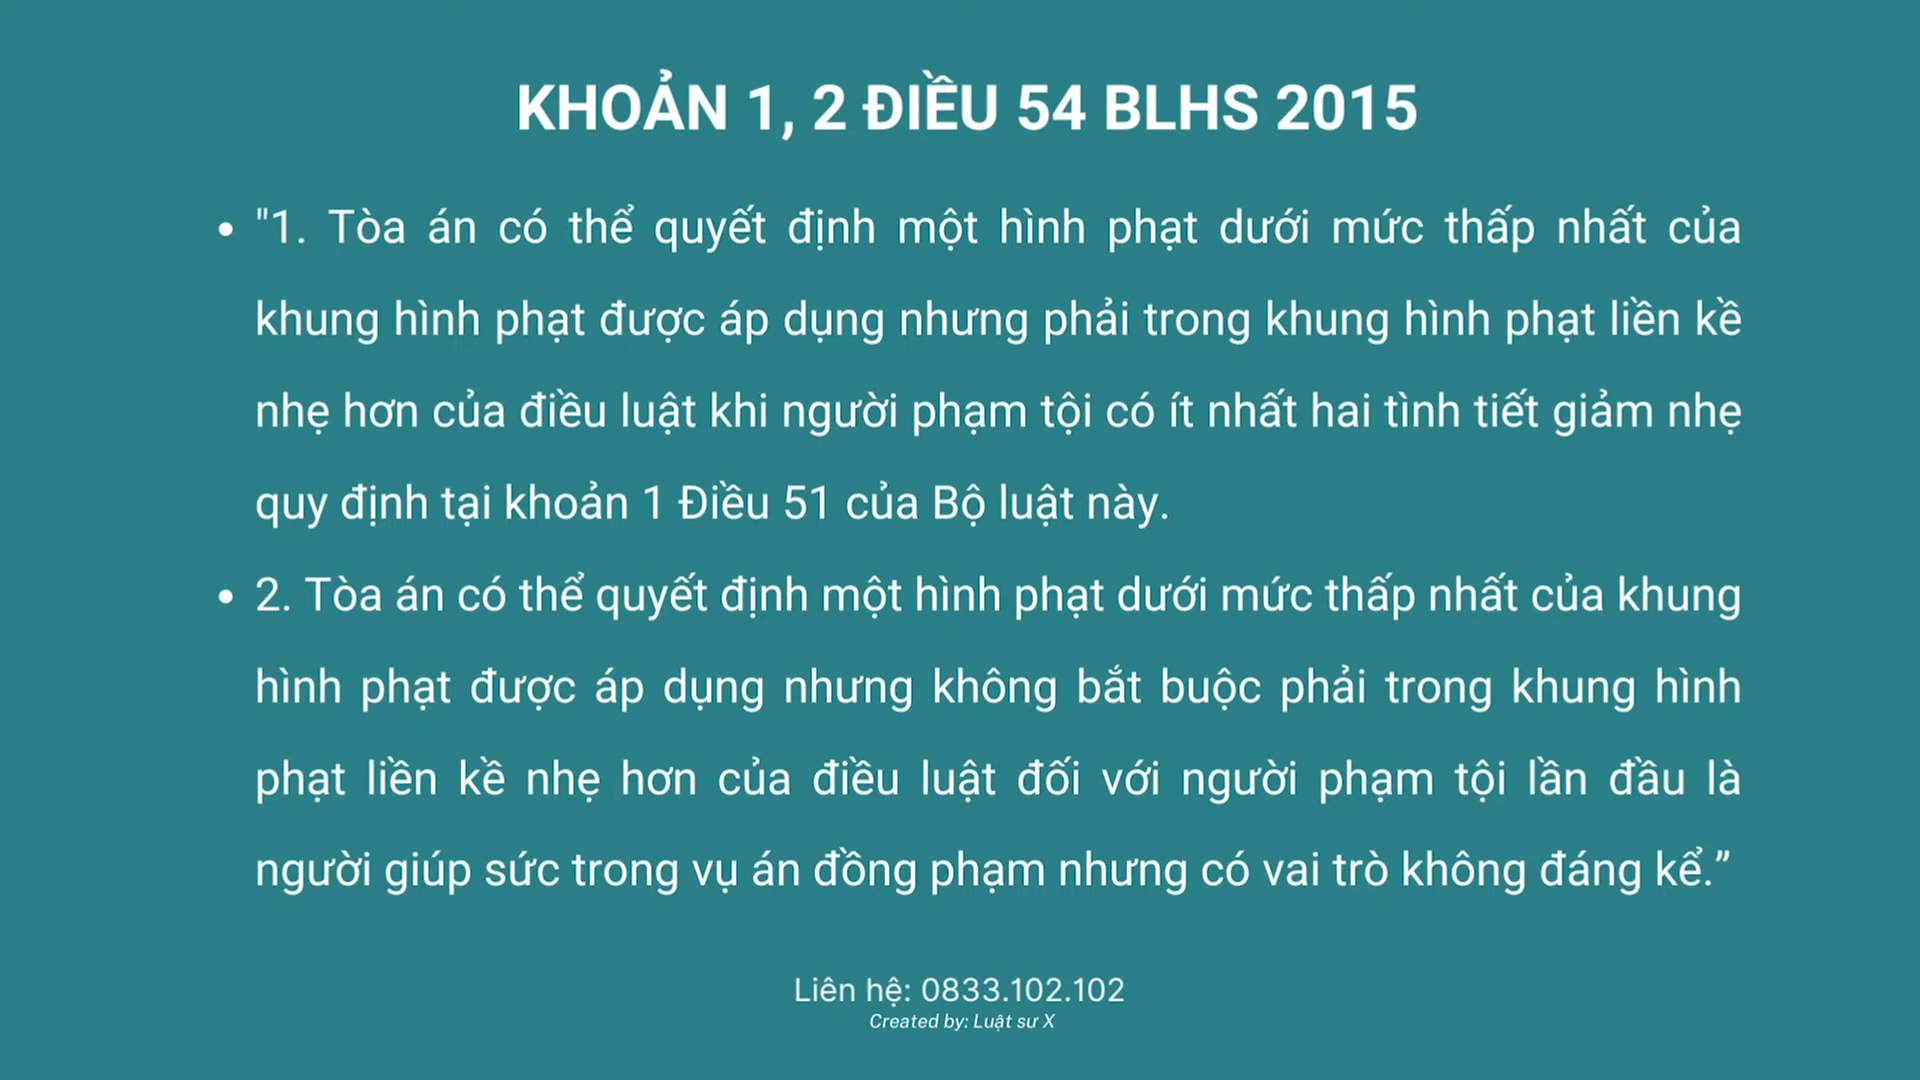 KHOẢN 1, 2 ĐIỀU 54 BLHS 2015
• "1. Tòa án có thể quyết định một hình phạt dưới mức thấp nhất của
khung hình phạt được áp dụng nhưng phải trong khung hình phạt liền kề
nhẹ hơn của điều luật khi người phạm tội có ít nhất hai tình tiết giảm nhẹ
quy định tại khoản 1 Điều 51 của Bộ luật này.
• 2. Tòa án có thể quyết định một hình phạt dưới mức thấp nhất của khung
hình phạt được áp dụng nhưng không bắt buộc phải trong khung hình
phạt liền kề nhẹ hơn của điều luật đối với người phạm tội lần đầu là
người giúp sức trong vụ án đồng phạm nhưng có vai trò không đáng kể.”
Liên hệ: 0833.102.102
Created by: Luật sư X